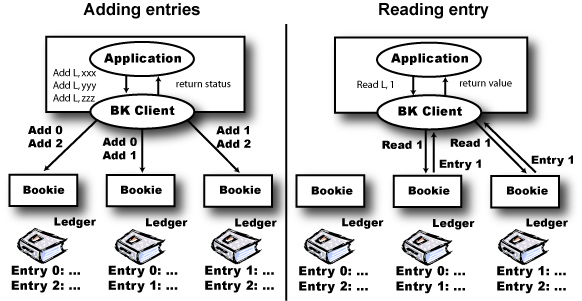 Adding entries
Application
Add L, xxx
Add L, yyy
Add L, zzz
return status
BK Client
Add 0
Add 2
Add 0
Add 1
Add 1
Add 2
Bookie
Bookie
Bookie
Ledger
Ledger
Ledger
Entry 0: ...
Entry 2: ...
Entry 0: ...
Entry 1: ...
Entry 1: ...
Entry 2: ...
Reading entry
Application
Read L, 1
return value
BK Client
Read 1
Entry 1
Read 1
Entry 1
Bookie
Bookie
Bookie
Ledger
Ledger
Ledger
Entry 0: ...
Entry 2: ...
Entry 0: ...
Entry 1: ...
Entry 1: ...
Entry 2: ...